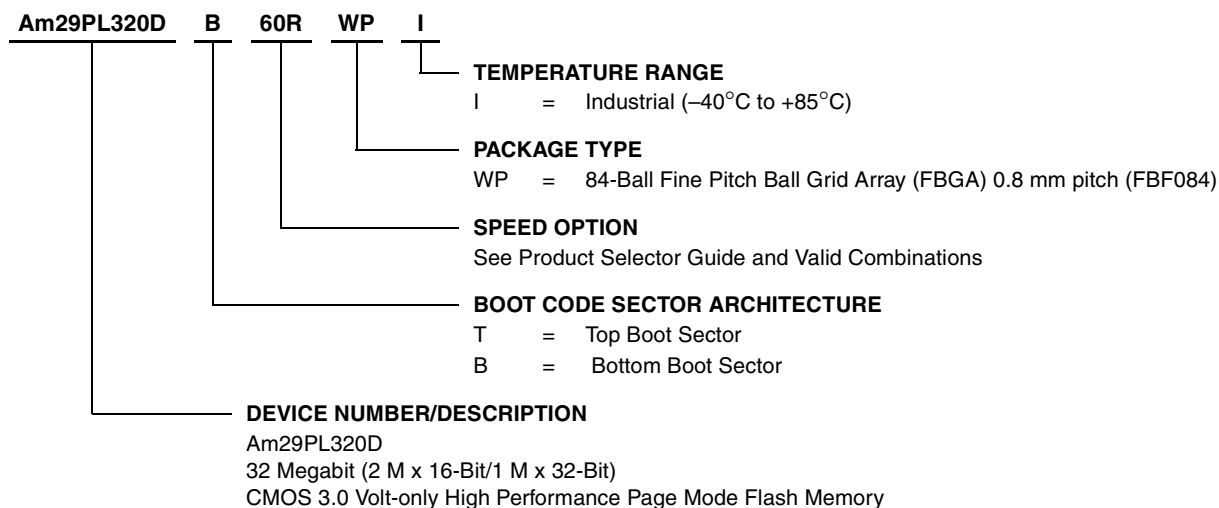 Am29PL320D B 60R WP I
TEMPERATURE RANGE
I = Industrial (–40°C to +85°C)
PACKAGE TYPE
WP = 84-Ball Fine Pitch Ball Grid Array (FBGA) 0.8 mm pitch (FBF084)
SPEED OPTION
See Product Selector Guide and Valid Combinations
BOOT CODE SECTOR ARCHITECTURE
T = Top Boot Sector
B = Bottom Boot Sector
DEVICE NUMBER/DESCRIPTION
Am29PL320D
32 Megabit (2 M x 16-Bit/1 M x 32-Bit)
CMOS 3.0 Volt-only High Performance Page Mode Flash Memory